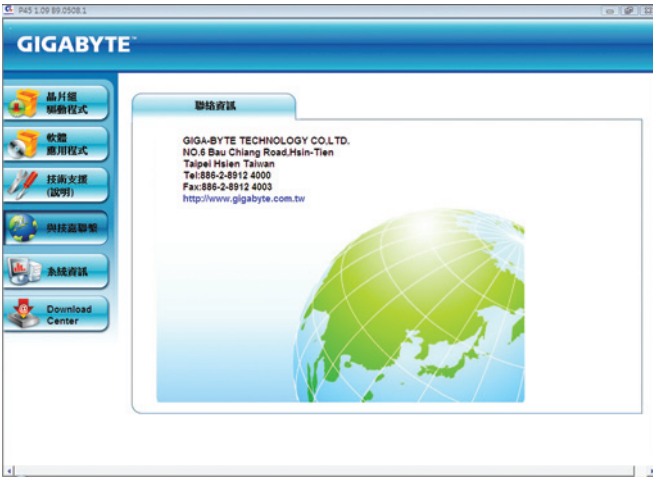 P45 1.09 B9.0508.1
GIGABYTE™
晶片組
驅動程式
軟體
應用程式
技術支援
(說明)
與技嘉聯繫
系統資訊
Download
Center
聯絡資訊
GIGA-BYTE TECHNOLOGY CO,LTD.
NO.6 Bau Chiang Road,Hsin-Tien
Taipei Hsien Taiwan
Tel:886-2-8912 4000
Fax:886-2-8912 4003
http://www.gigabyte.com.tw